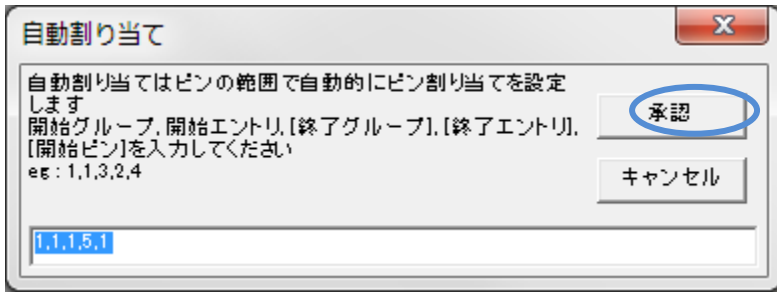 自動割り当て
自動割り当てはピンの範囲で自動的にピン割り当てを設定
します
開始グループ,開始エントリ,[終了グループ],[終了エントリ],
[開始ピン]を入力してください
eg : 1,1,3,2,4
承認
キャンセル
1,1,1,5,1